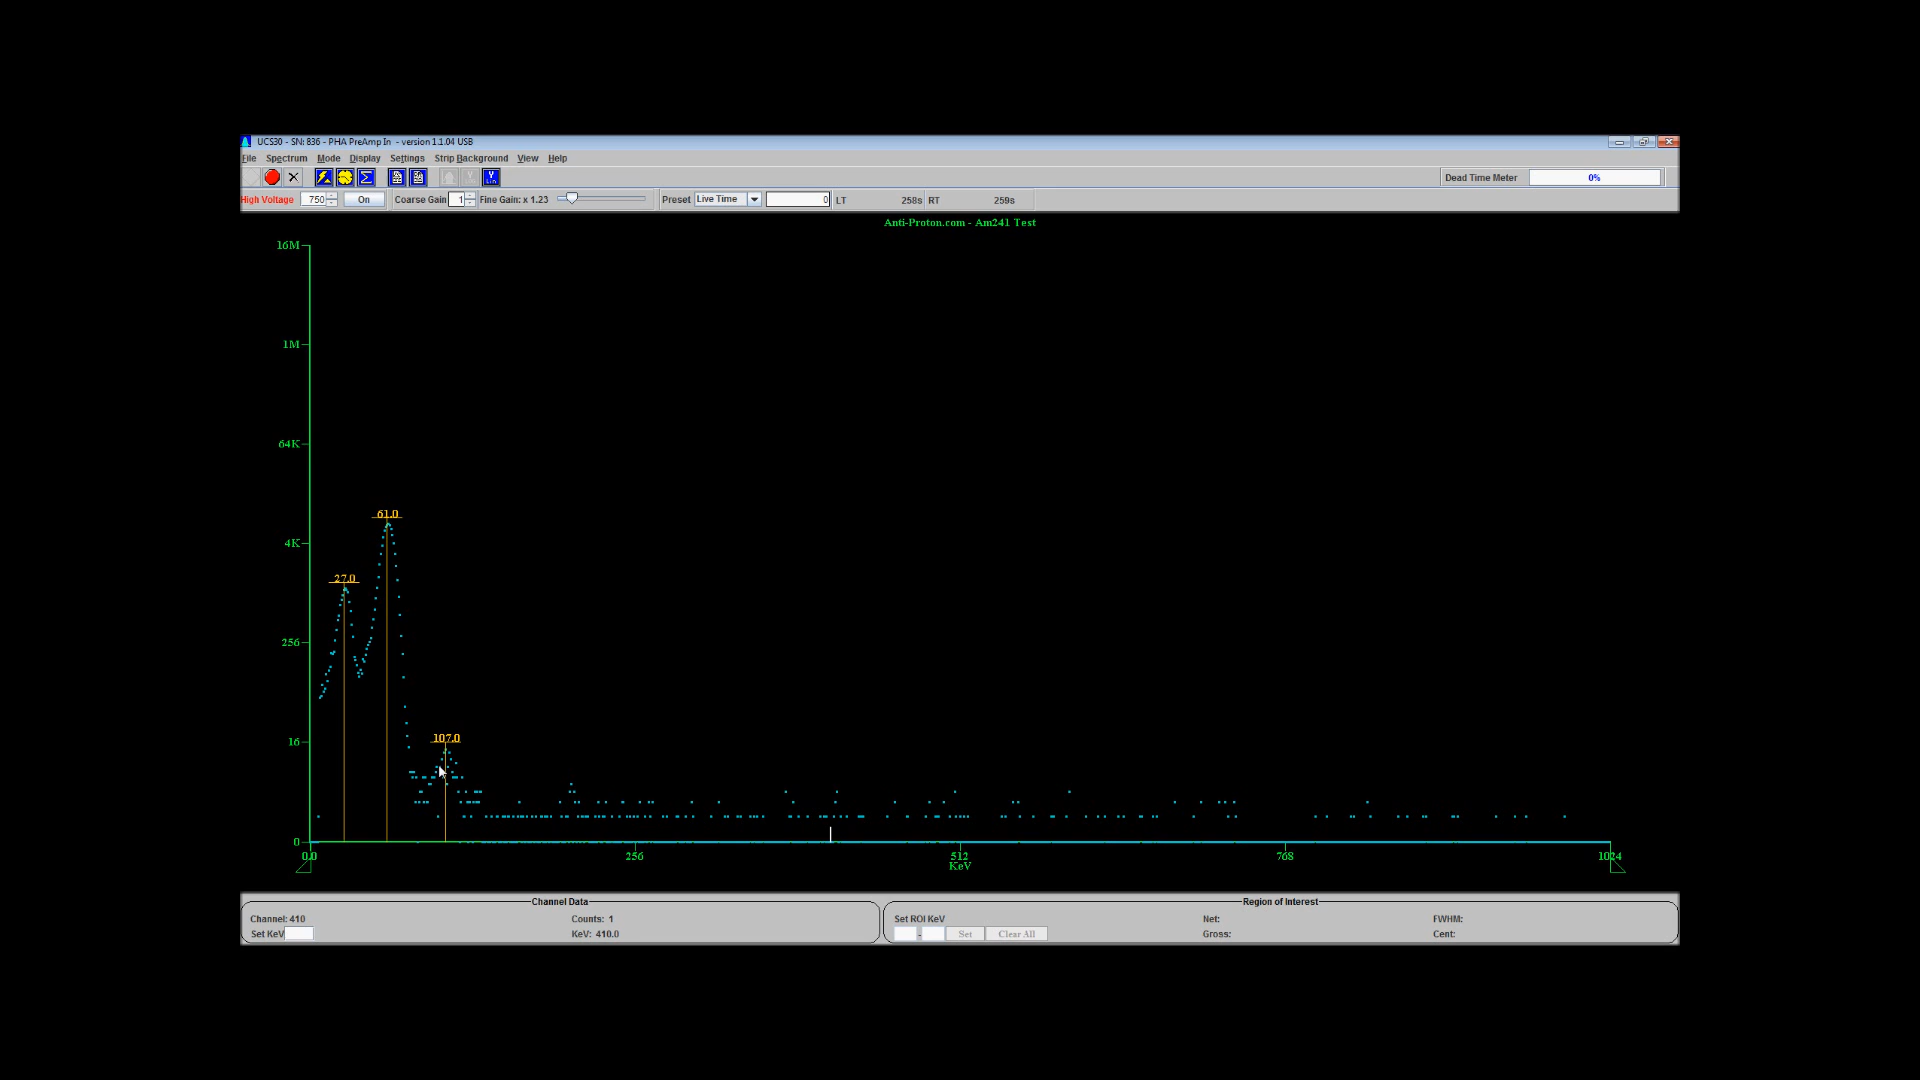 UCS30 - SN: 836 - PHA PreAmp In - version 1.1.04 USB
File Spectrum Mode Display Settings Strip Background View Help
Dead Time Meter 0%
High Voltage 750 On Coarse Gain 1 Fine Gain: x 1.23 Preset Live Time 0 LT 258s RT 259s
Anti-Proton.com - Am241 Test
16M
1M
64K
61.0
4K
27.0
256
107.0
16
0
0.0 256 512 768 1024
KeV
Channel Data Region of Interest
Channel: 410 Counts: 1 Set ROI KeV Net: FWHM:
Set KeV KeV: 410.0 - Set Clear All Gross: Cent: